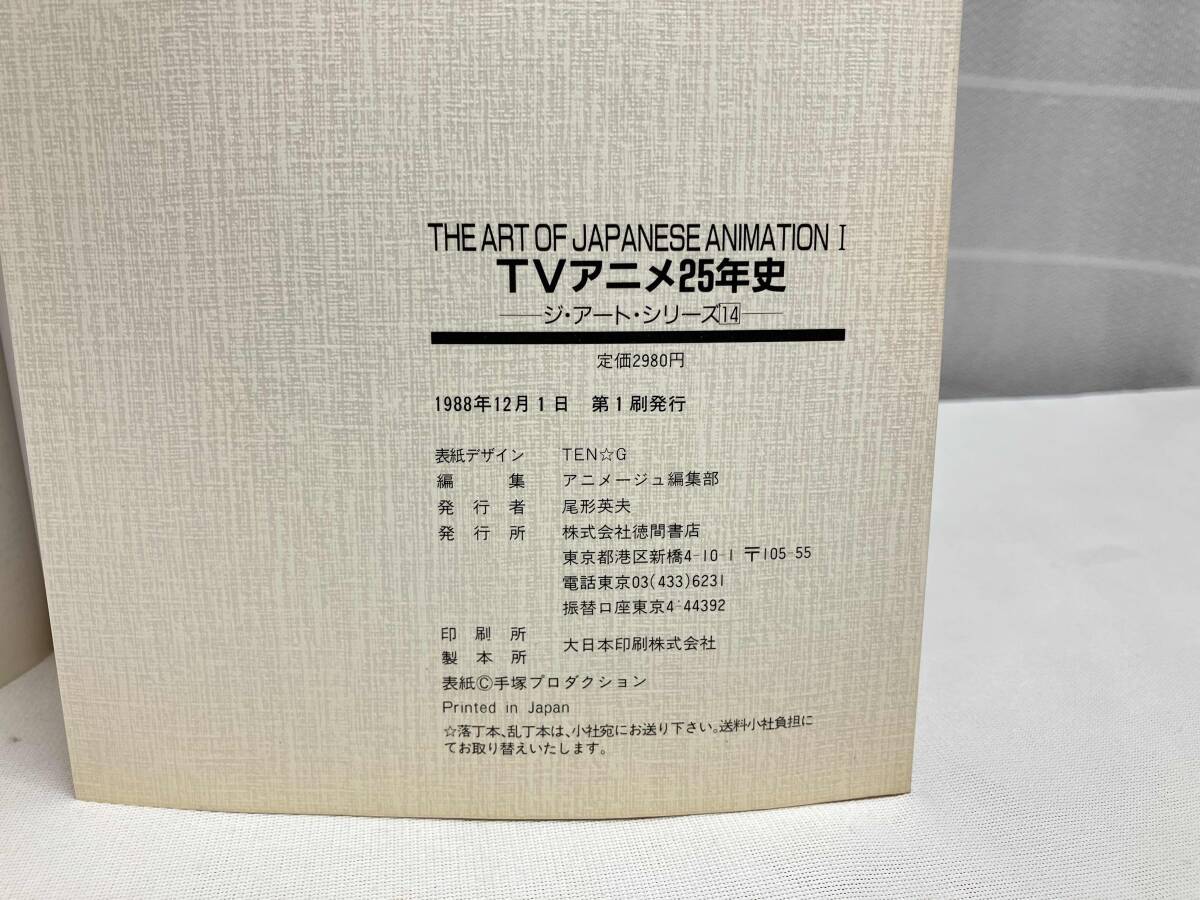 THE ART OF JAPANESE ANIMATION I
TVアニメ25年史
ジ・アート・シリーズ14
定価2980円
1988年12月1日 第1刷発行
表紙デザイン TEN☆G
編集 アニメージュ編集部
発行者 尾形英夫
発行所 株式会社徳間書店
東京都港区新橋4-10-1 〒105-55
電話東京03(433)6231
振替口座東京4-44392
印刷所
製本所 大日本印刷株式会社
表紙©手塚プロダクション
Printed in Japan
☆落丁本、乱丁本は、小社宛にお送り下さい。送料小社負担に
てお取り替えいたします。